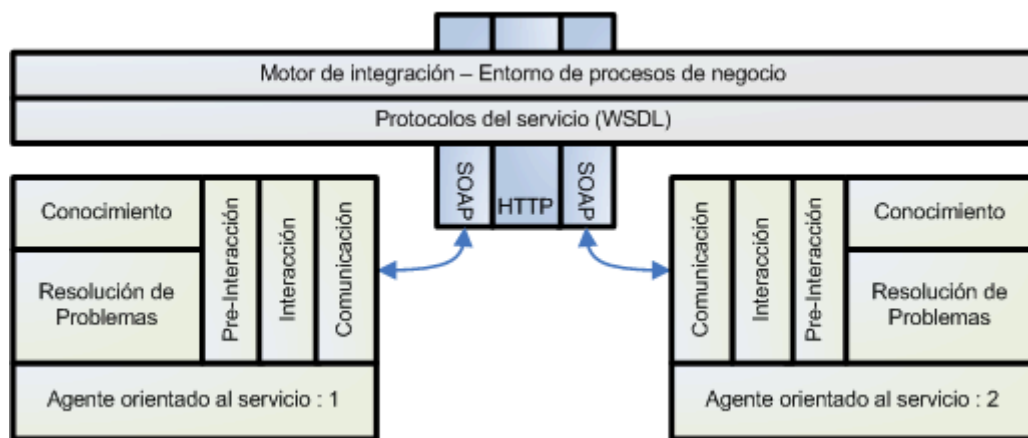 Motor de integración – Entorno de procesos de negocio
Protocolos del servicio (WSDL)
SOAP
HTTP
SOAP
Conocimiento
Resolución de
Problemas
Pre-Interacción
Interacción
Comunicación
Agente orientado al servicio : 1
Comunicación
Interacción
Pre-Interacción
Conocimiento
Resolución de
Problemas
Agente orientado al servicio : 2